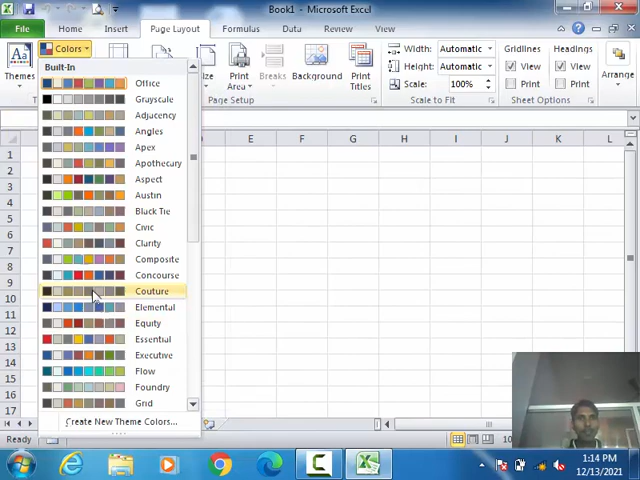 Book1 - Microsoft Excel
File
Home
Insert
Page Layout
Formulas
Data
Review
View
Themes
Colors
Print
Area
Breaks
Background
Print
Titles
Width:
Automatic
Height:
Automatic
Scale:
100%
Gridlines
View
Print
Headings
View
Print
Arrange
Page Setup
Scale to Fit
Sheet Options
Built-In
Office
Grayscale
Adjacency
Angles
Apex
Apothecary
Aspect
Austin
Black Tie
Civic
Clarity
Composite
Concourse
Couture
Elemental
Equity
Essential
Executive
Flow
Foundry
Grid
Create New Theme Colors...
E F G H I J K L
1
2
3
4
5
6
7
8
9
10
11
12
13
14
15
16
17
Ready
1:14 PM
12/13/2021